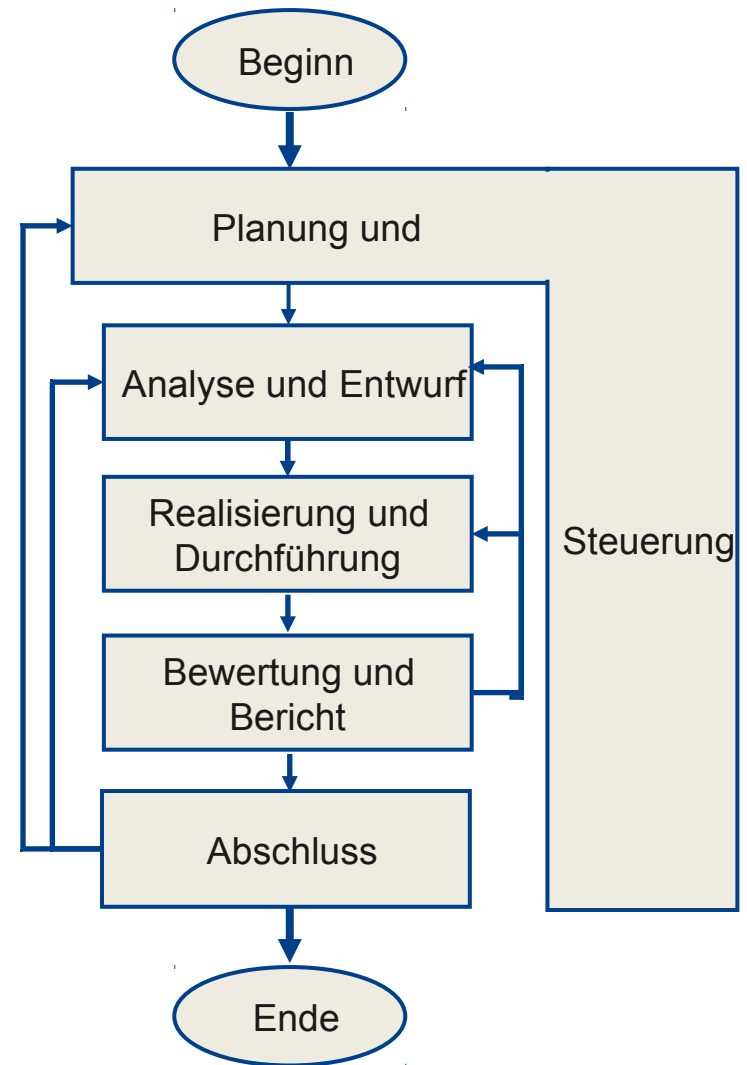 Beginn
Planung und
Analyse und Entwurf
Realisierung und
Durchführung
Steuerung
Bewertung und
Bericht
Abschluss
Ende